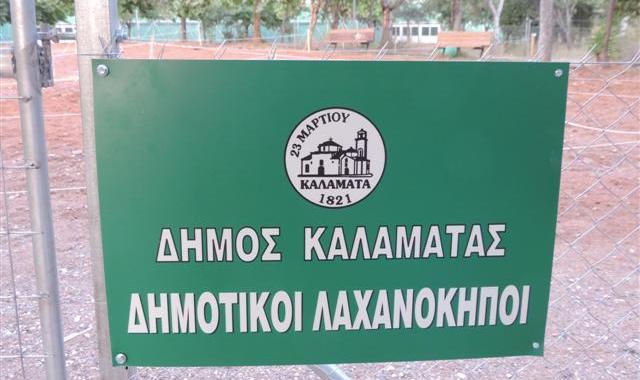 23 ΜΑΡΤΙΟΥ
ΚΑΛΑΜΑΤΑ
1821
ΔΗΜΟΣ ΚΑΛΑΜΑΤΑΣ
ΔΗΜΟΤΙΚΟΙ ΛΑΧΑΝΟΚΗΠΟΙ